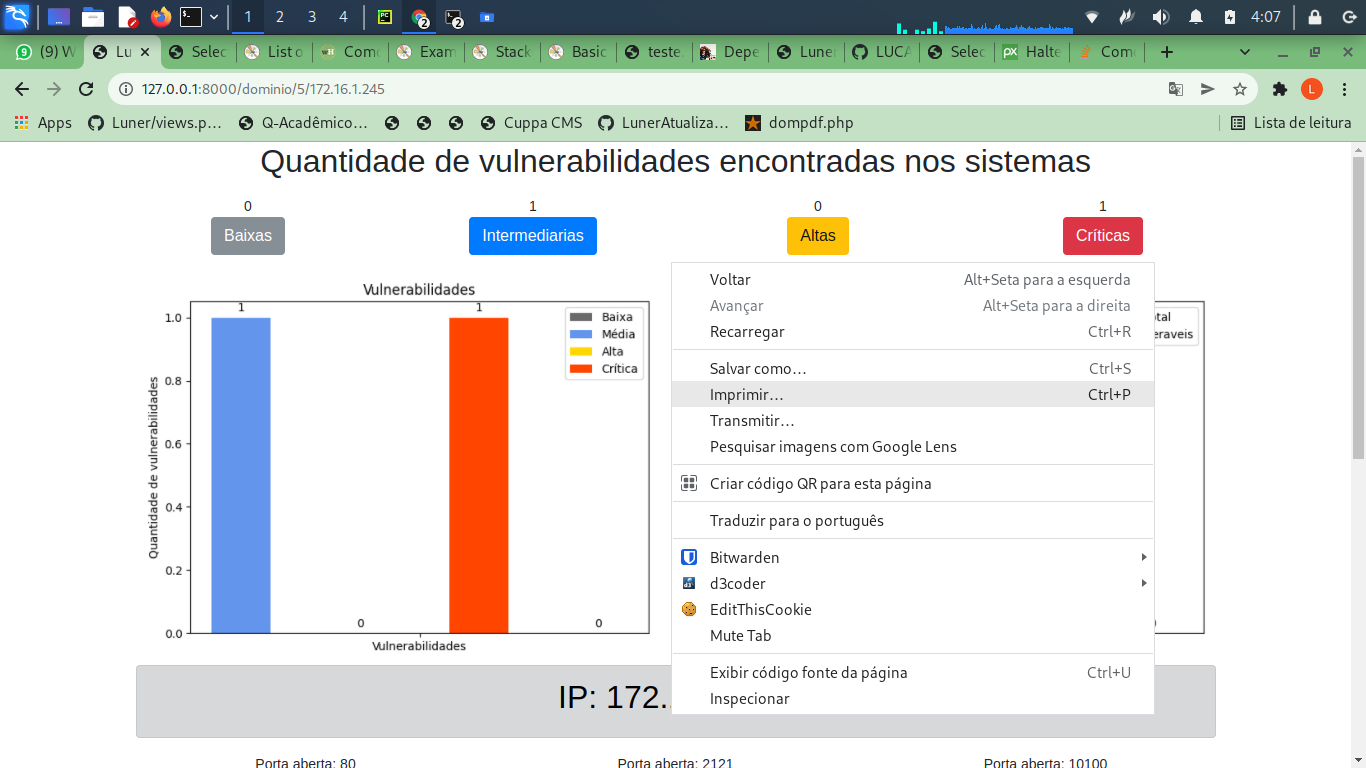 1 2 3 4 4:07
(9) W Lu Selec List o Como Exam Stack Basic teste. Depe Luner LUCA Selec Halte Como
127.0.0.1:8000/dominio/5/172.16.1.245 L
Apps Luner/views.p… Q-Acadêmico… Cuppa CMS LunerAtualiza… dompdf.php Lista de leitura
Quantidade de vulnerabilidades encontradas nos sistemas
0 1 0 1
Baixas Intermediarias Altas Críticas
Vulnerabilidades
1 1
Baixa
Média
Alta
Crítica
1.0
0.8
0.6
0.4
0.2
0.0
Quantidade de vulnerabilidades
0 0
Vulnerabilidades
tal
eraveis
Voltar Alt+Seta para a esquerda
Avançar Alt+Seta para a direita
Recarregar Ctrl+R
Salvar como… Ctrl+S
Imprimir… Ctrl+P
Transmitir…
Pesquisar imagens com Google Lens
Criar código QR para esta página
Traduzir para o português
Bitwarden
d3coder
EditThisCookie
Mute Tab
Exibir código fonte da página Ctrl+U
Inspecionar
IP: 172.
Porta aberta: 80 Porta aberta: 2121 Porta aberta: 10100